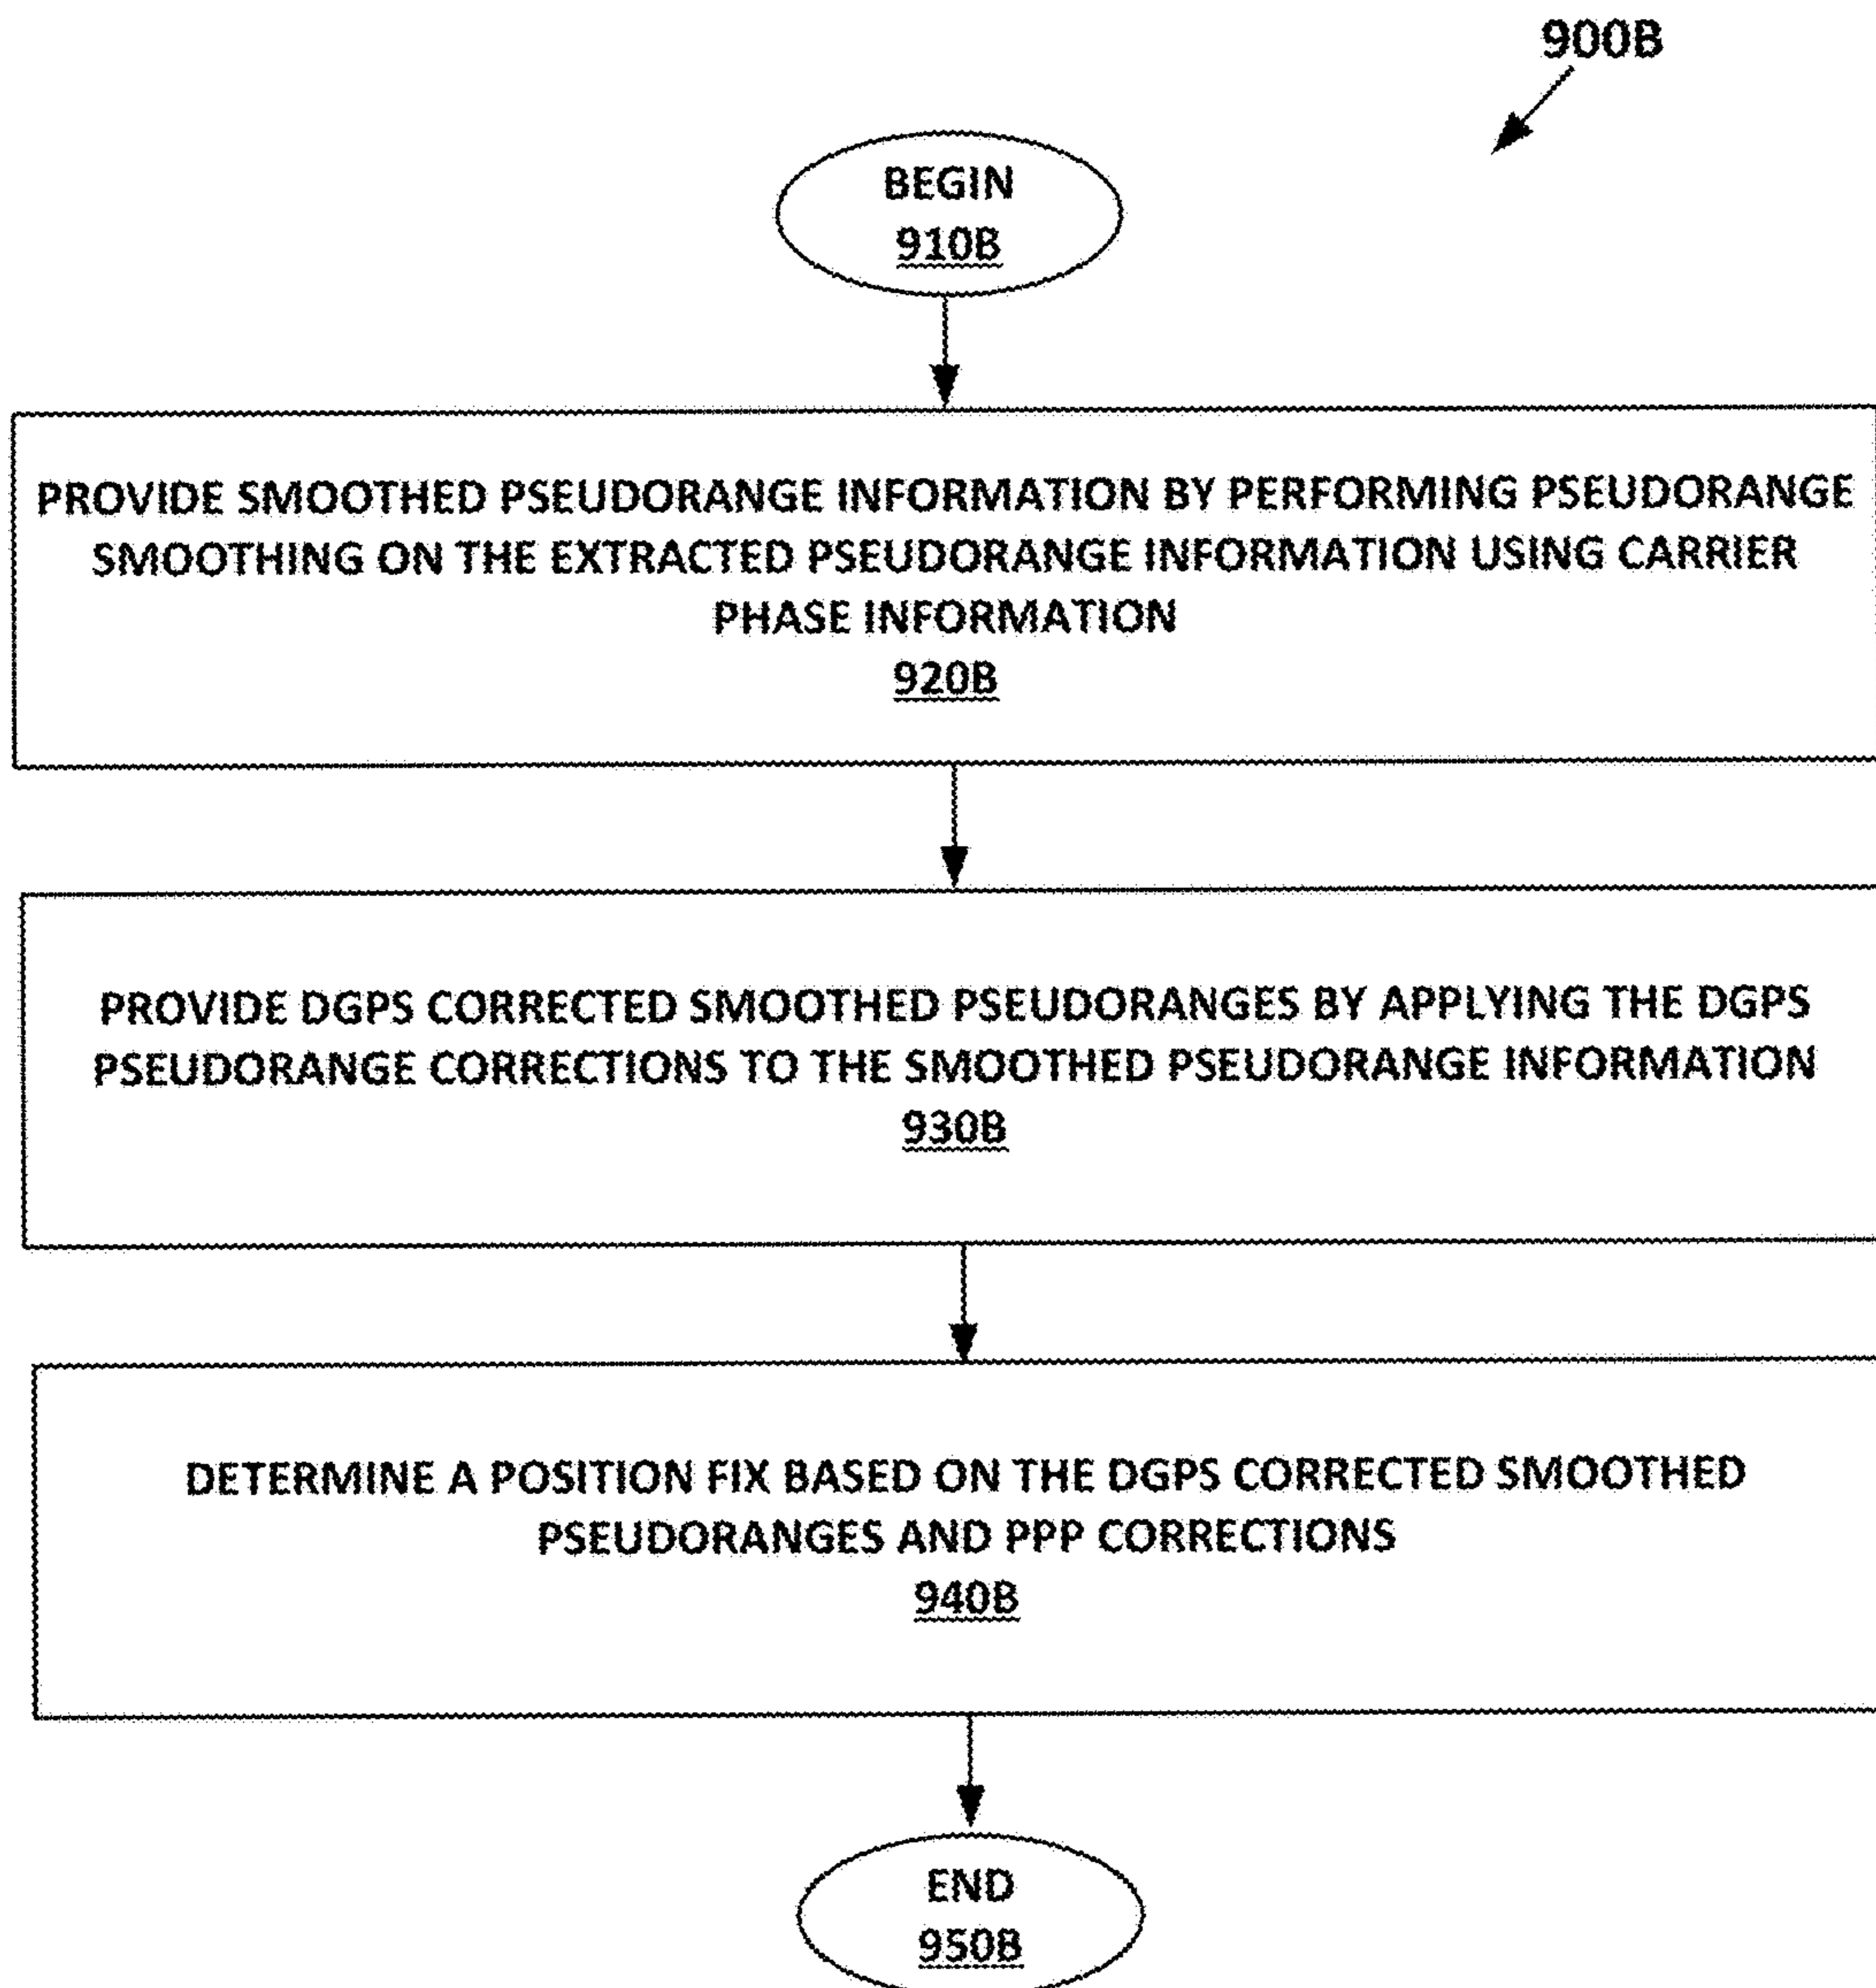 900B
BEGIN
910B
PROVIDE SMOOTHED PSEUDORANGE INFORMATION BY PERFORMING PSEUDORANGE
SMOOTHING ON THE EXTRACTED PSEUDORANGE INFORMATION USING CARRIER
PHASE INFORMATION
920B
PROVIDE DGPS CORRECTED SMOOTHED PSEUDORANGES BY APPLYING THE DGPS
PSEUDORANGE CORRECTIONS TO THE SMOOTHED PSEUDORANGE INFORMATION
930B
DETERMINE A POSITION FIX BASED ON THE DGPS CORRECTED SMOOTHED
PSEUDORANGES AND PPP CORRECTIONS
940B
END
950B